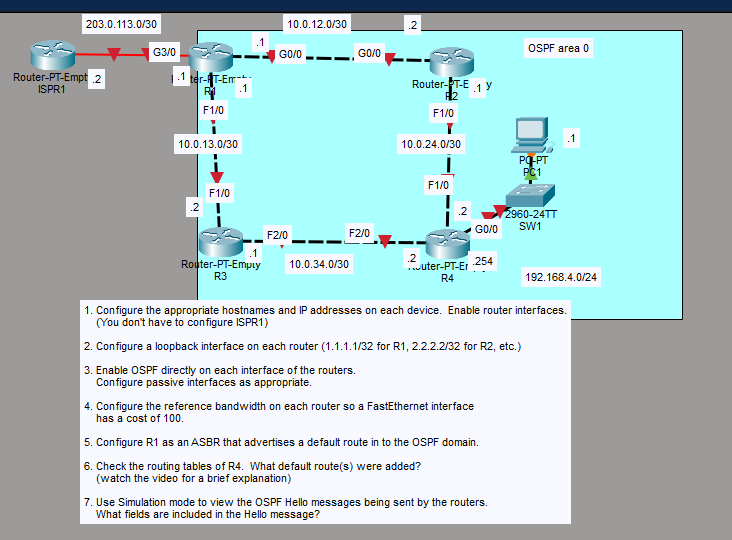 203.0.113.0/30
10.0.12.0/30
.2
OSPF area 0
G3/0
.1
G0/0
G0/0
Router-PT-Empt
ISPR1
.2
.1
R1
.1
Router-PT-E
R2
.1
F1/0
F1/0
10.0.13.0/30
10.0.24.0/30
.1
PC-PT
PC1
F1/0
F1/0
.2
.2
2960-24TT
SW1
F2/0
F2/0
G0/0
Router-PT-Empty
R3
.1
10.0.34.0/30
.2
R4
.254
192.168.4.0/24
1. Configure the appropriate hostnames and IP addresses on each device. Enable router interfaces.
(You don't have to configure ISPR1)
2. Configure a loopback interface on each router (1.1.1.1/32 for R1, 2.2.2.2/32 for R2, etc.)
3. Enable OSPF directly on each interface of the routers.
Configure passive interfaces as appropriate.
4. Configure the reference bandwidth on each router so a FastEthernet interface
has a cost of 100.
5. Configure R1 as an ASBR that advertises a default route in to the OSPF domain.
6. Check the routing tables of R4. What default route(s) were added?
(watch the video for a brief explanation)
7. Use Simulation mode to view the OSPF Hello messages being sent by the routers.
What fields are included in the Hello message?